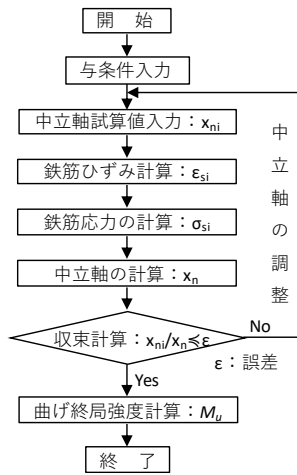 開 始
与条件入力
中立軸試算値入力：xni
鉄筋ひずみ計算：εsi
鉄筋応力の計算：σsi
中立軸の計算：xn
収束計算：xni/xn≼ε
No
ε：誤差
Yes
曲げ終局強度計算：Mu
終 了
中立軸の調整